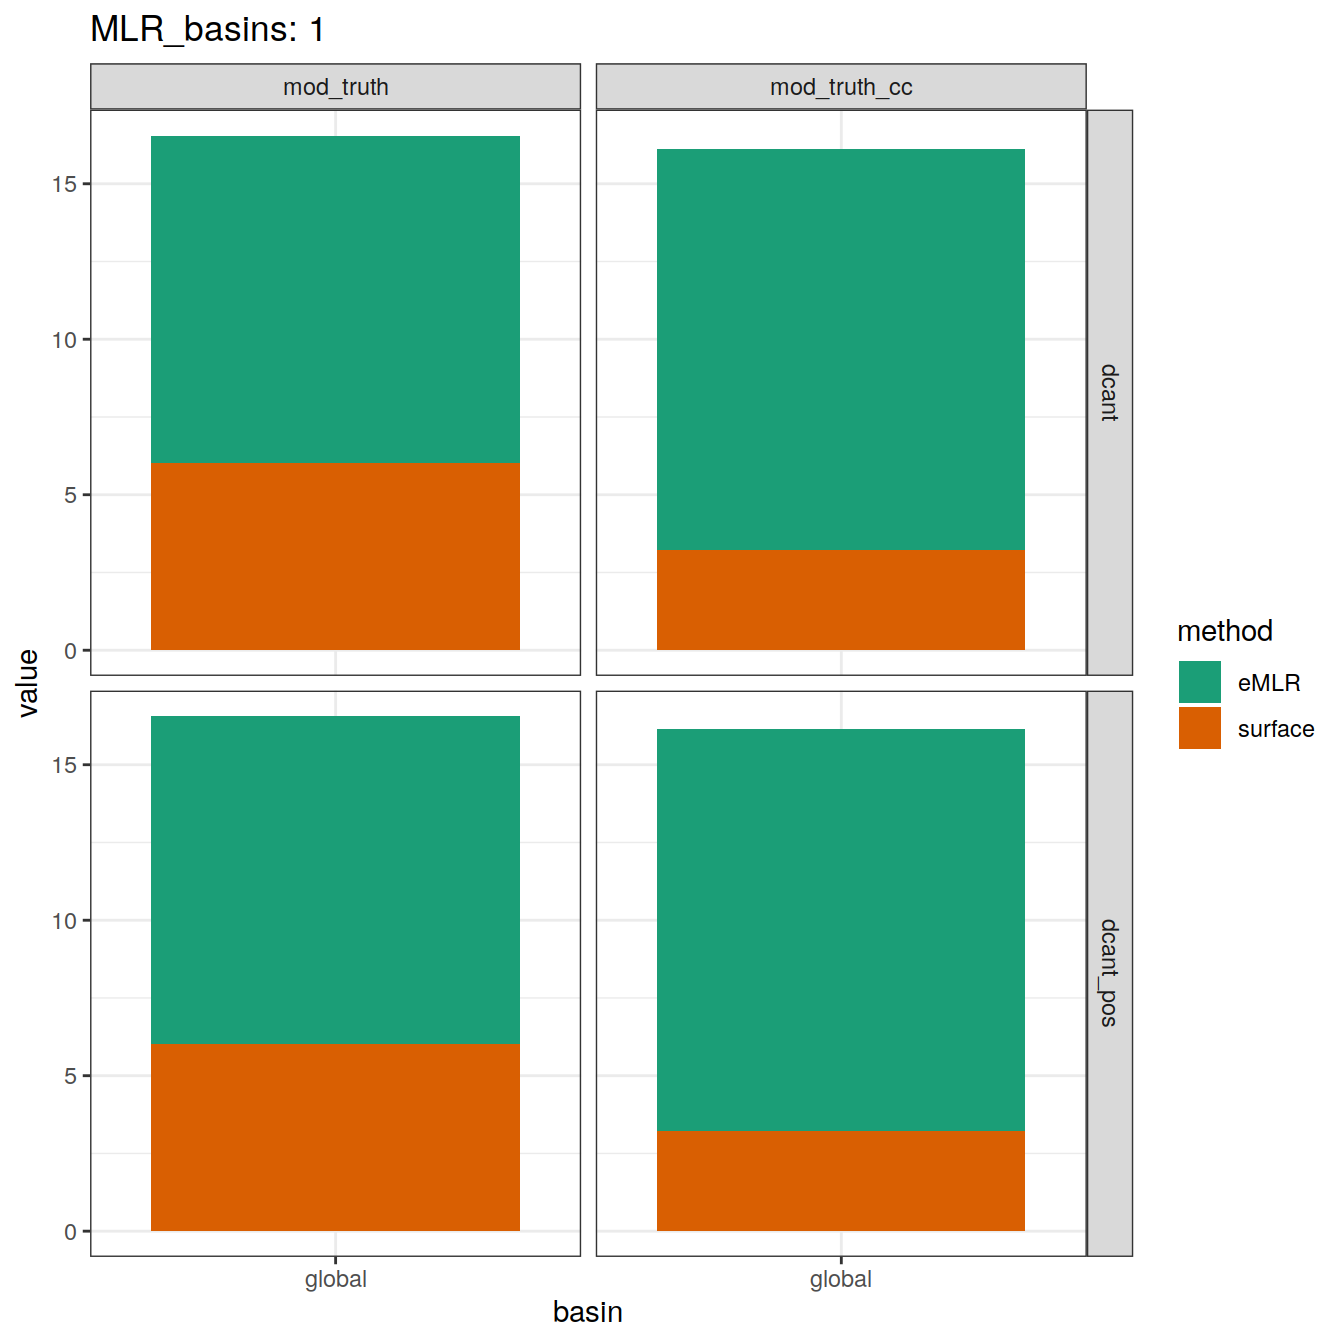 MLR_basins: 1
mod_truth
mod_truth_cc
15
10
5
0
dcant
15
10
5
0
dcant_pos
value
global
global
basin
method
eMLR
surface